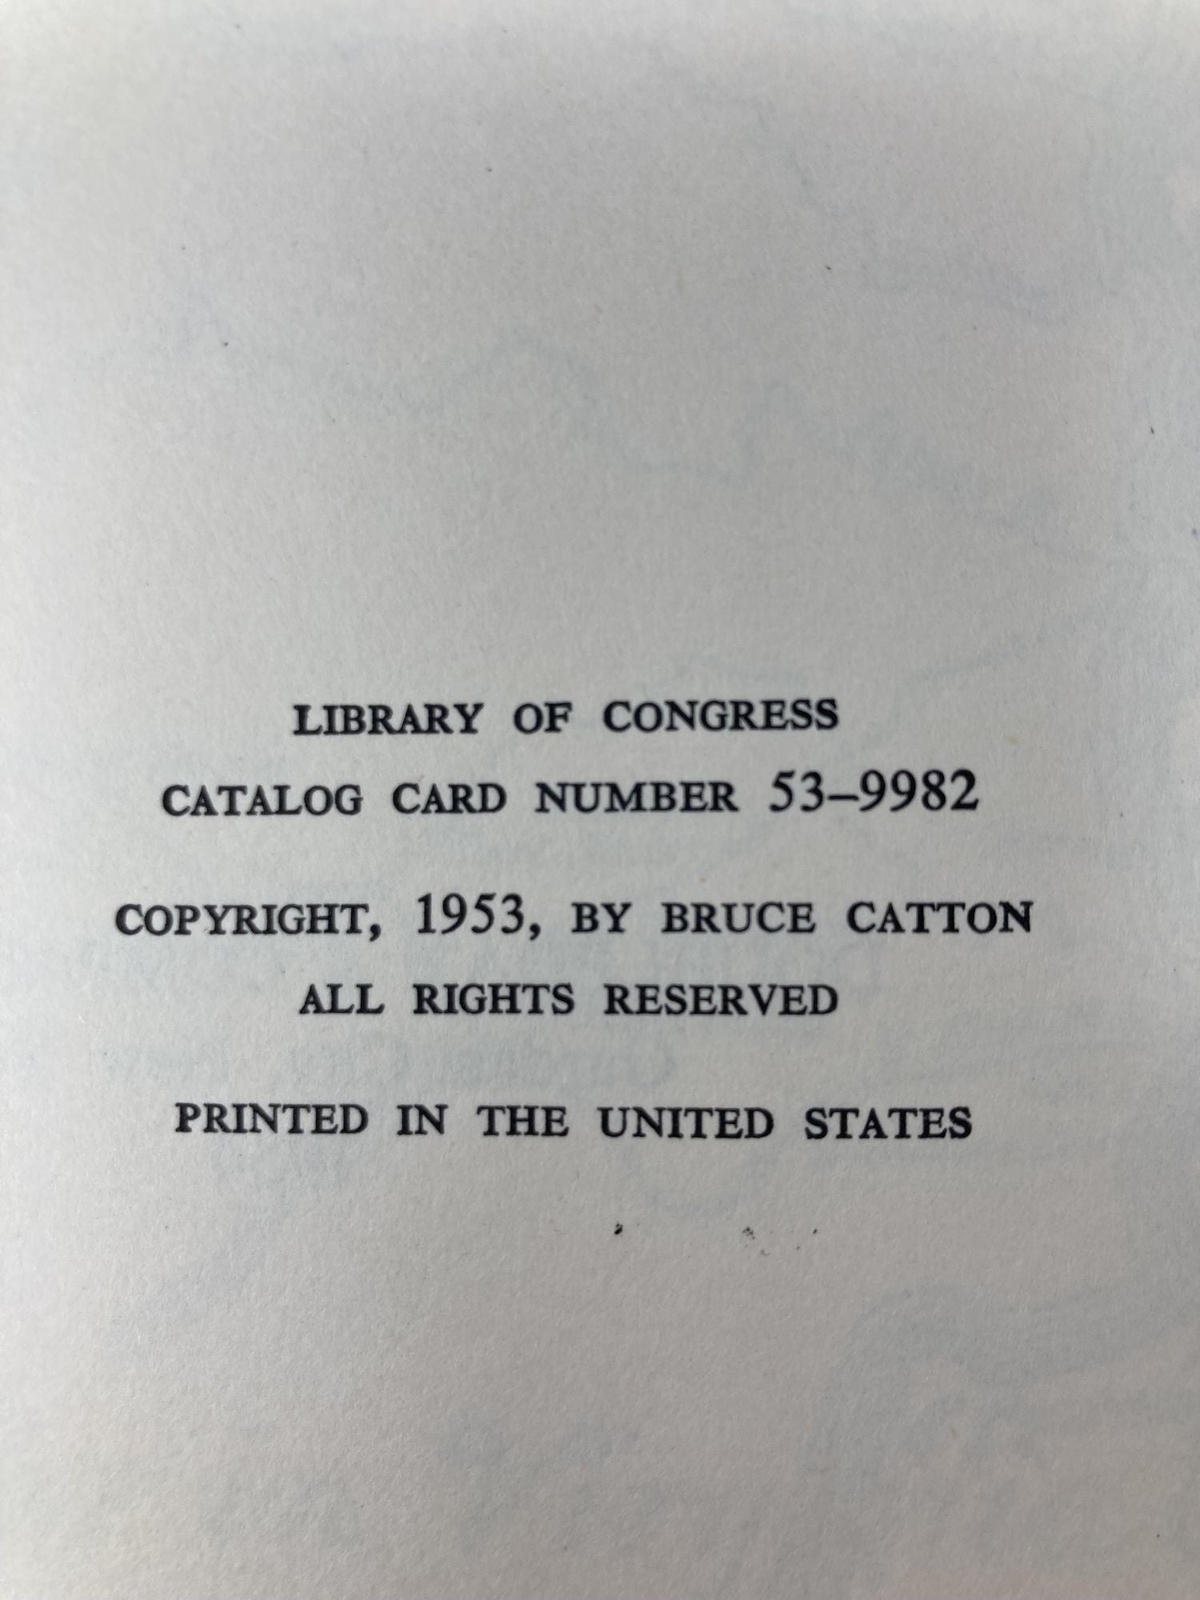 LIBRARY OF CONGRESS
CATALOG CARD NUMBER 53–9982
COPYRIGHT, 1953, BY BRUCE CATTON
ALL RIGHTS RESERVED
PRINTED IN THE UNITED STATES